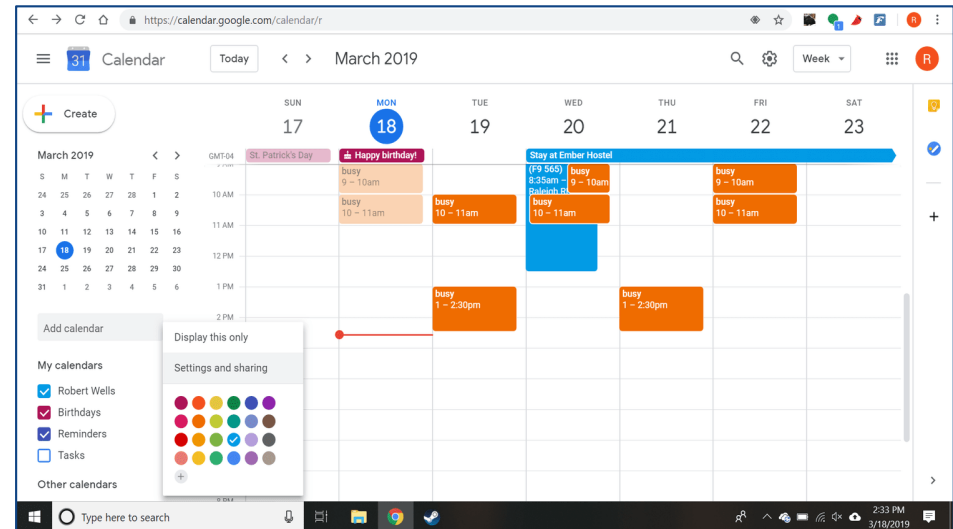 https://calendar.google.com/calendar/r
R
31 Calendar
Today
March 2019
Week
R
Create
SUN MON TUE WED THU FRI SAT
17 18 19 20 21 22 23
GMT-04 St. Patrick's Day Happy birthday! Stay at Ember Hostel
March 2019
S M T W T F S
24 25 26 27 28 1 2
3 4 5 6 7 8 9
10 11 12 13 14 15 16
17 18 19 20 21 22 23
24 25 26 27 28 29 30
31 1 2 3 4 5 6
Add calendar
My calendars
Robert Wells
Birthdays
Reminders
Tasks
Other calendars
Display this only
Settings and sharing
10 AM
11 AM
12 PM
1 PM
2 PM
busy
9 – 10am
busy
10 – 11am
busy
10 – 11am
busy
1 – 2:30pm
(F9 565)
8:35am –
Raleigh
busy
9 – 10am
busy
10 – 11am
busy
1 – 2:30pm
busy
9 – 10am
busy
10 – 11am
Type here to search
2:33 PM
3/18/2019